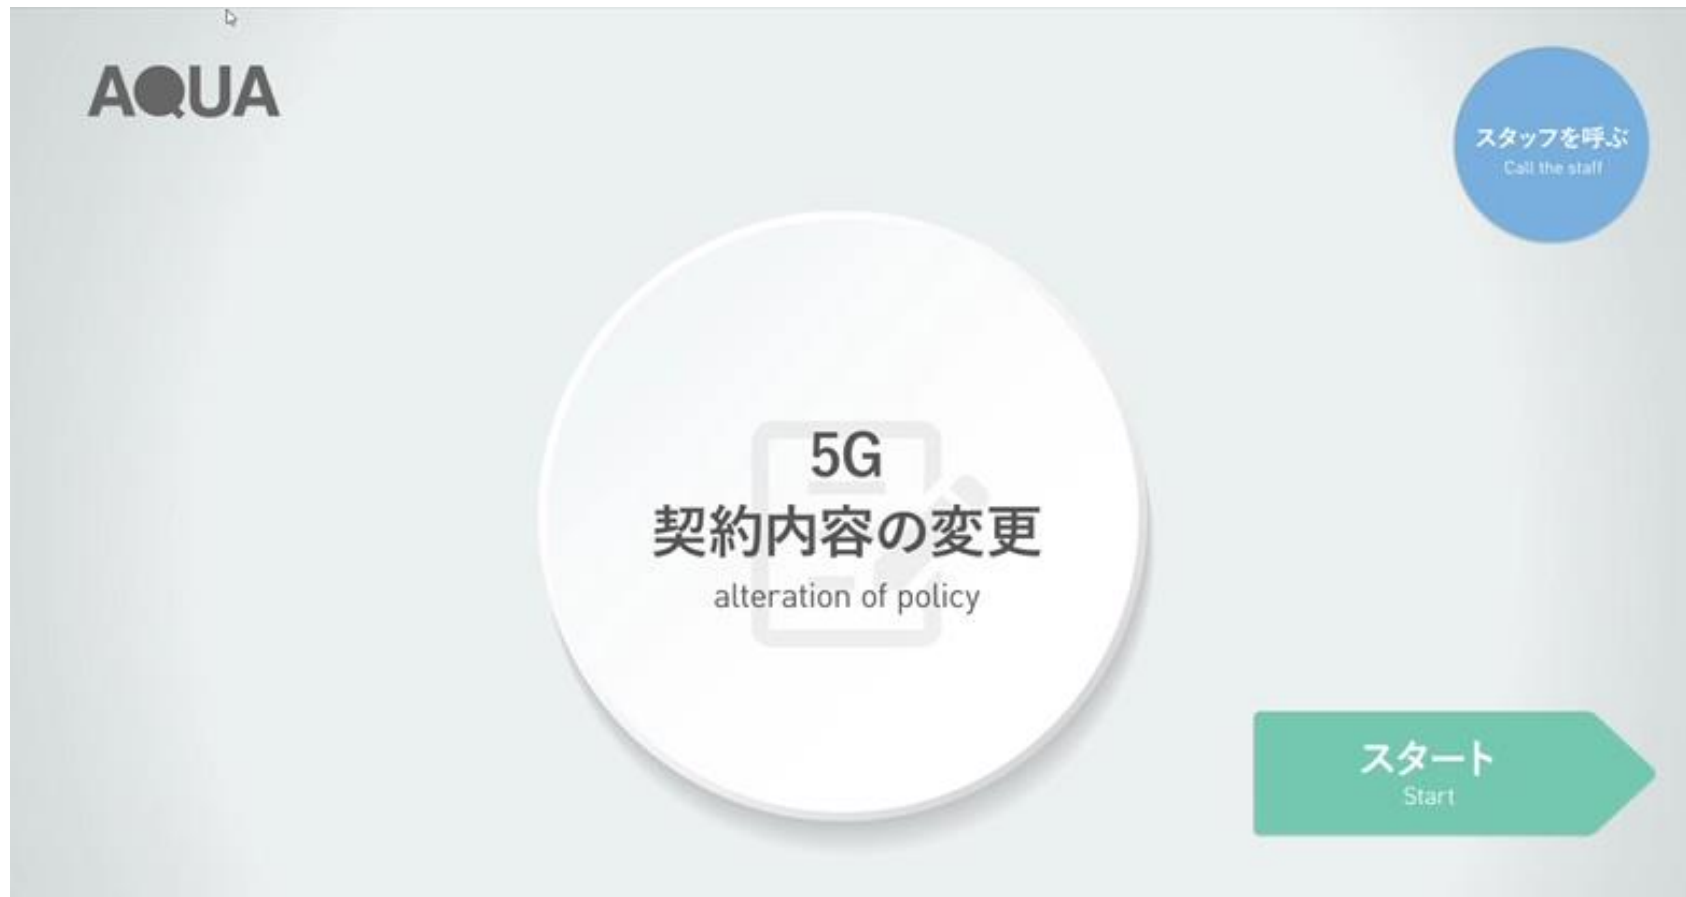 AQUA
スタッフを呼ぶ
Call the staff
5G
契約内容の変更
alteration of policy
スタート
Start